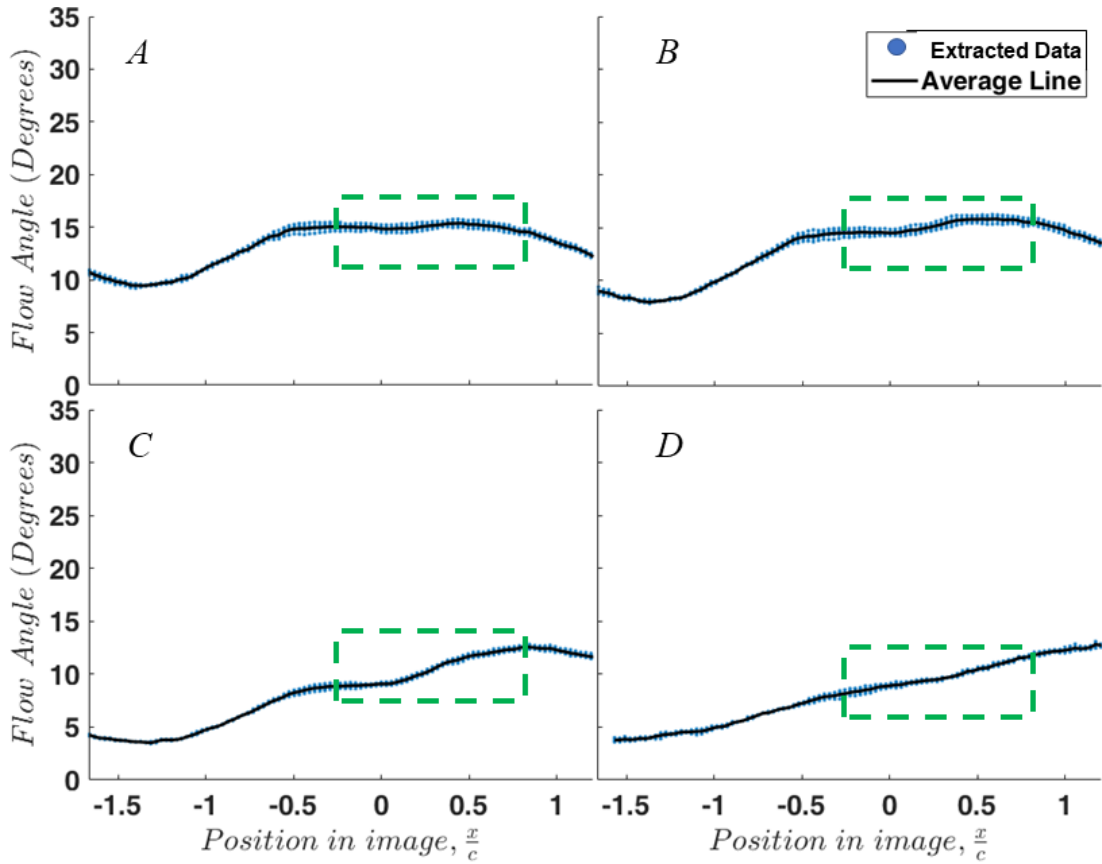 35
30
25
20
15
10
5
0
Flow Angle (Degrees)
A
B
Extracted Data
Average Line
35
30
25
20
15
10
5
0
Flow Angle (Degrees)
C
D
-1.5 -1 -0.5 0 0.5 1
-1.5 -1 -0.5 0 0.5 1
Position in image, x/c
Position in image, x/c